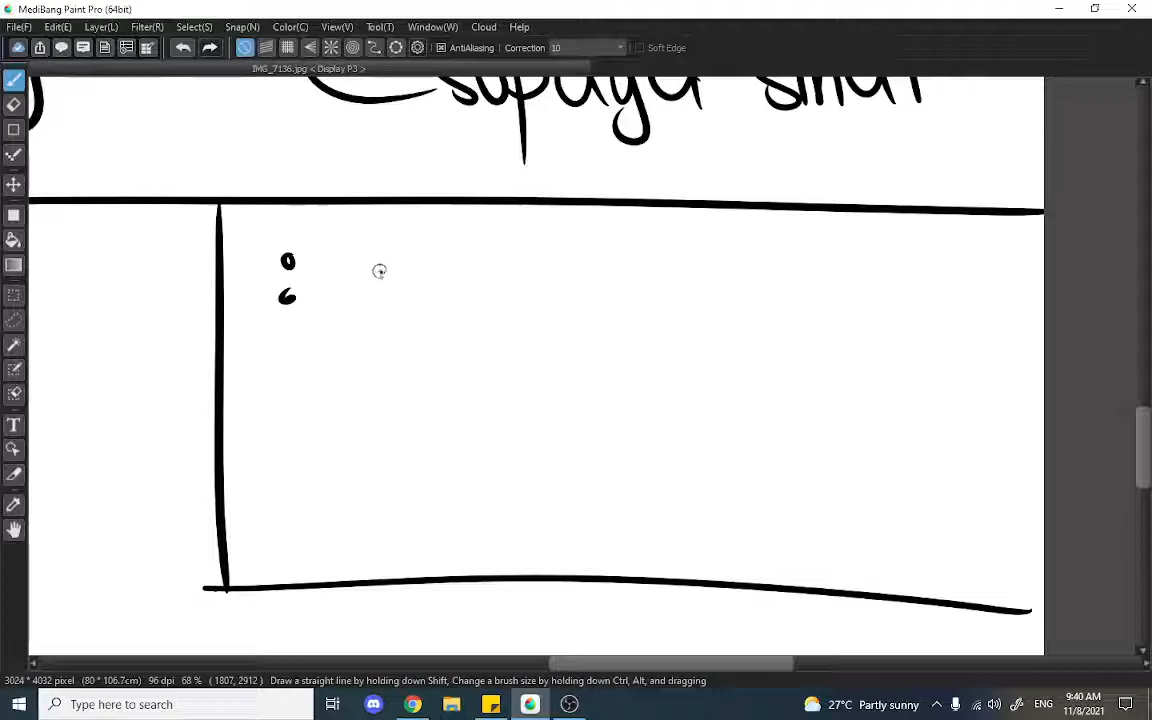 MediBang Paint Pro (64bit)
File(F) Edit(E) Layer(L) Filter(R) Select(S) Snap(N) Color(C) View(V) Tool(T) Window(W) Cloud Help
AntiAliasing Correction 10 Soft Edge
IMG_7136.jpg < Display P3 >
supaya
:
T
3024 * 4032 pixel (80 * 106.7cm) 96 dpi 68 % ( 1807, 2912 ) Draw a straight line by holding down Shift, Change a brush size by holding down Ctrl, Alt, and dragging
Type here to search
27°C Partly sunny
ENG
9:40 AM
11/8/2021